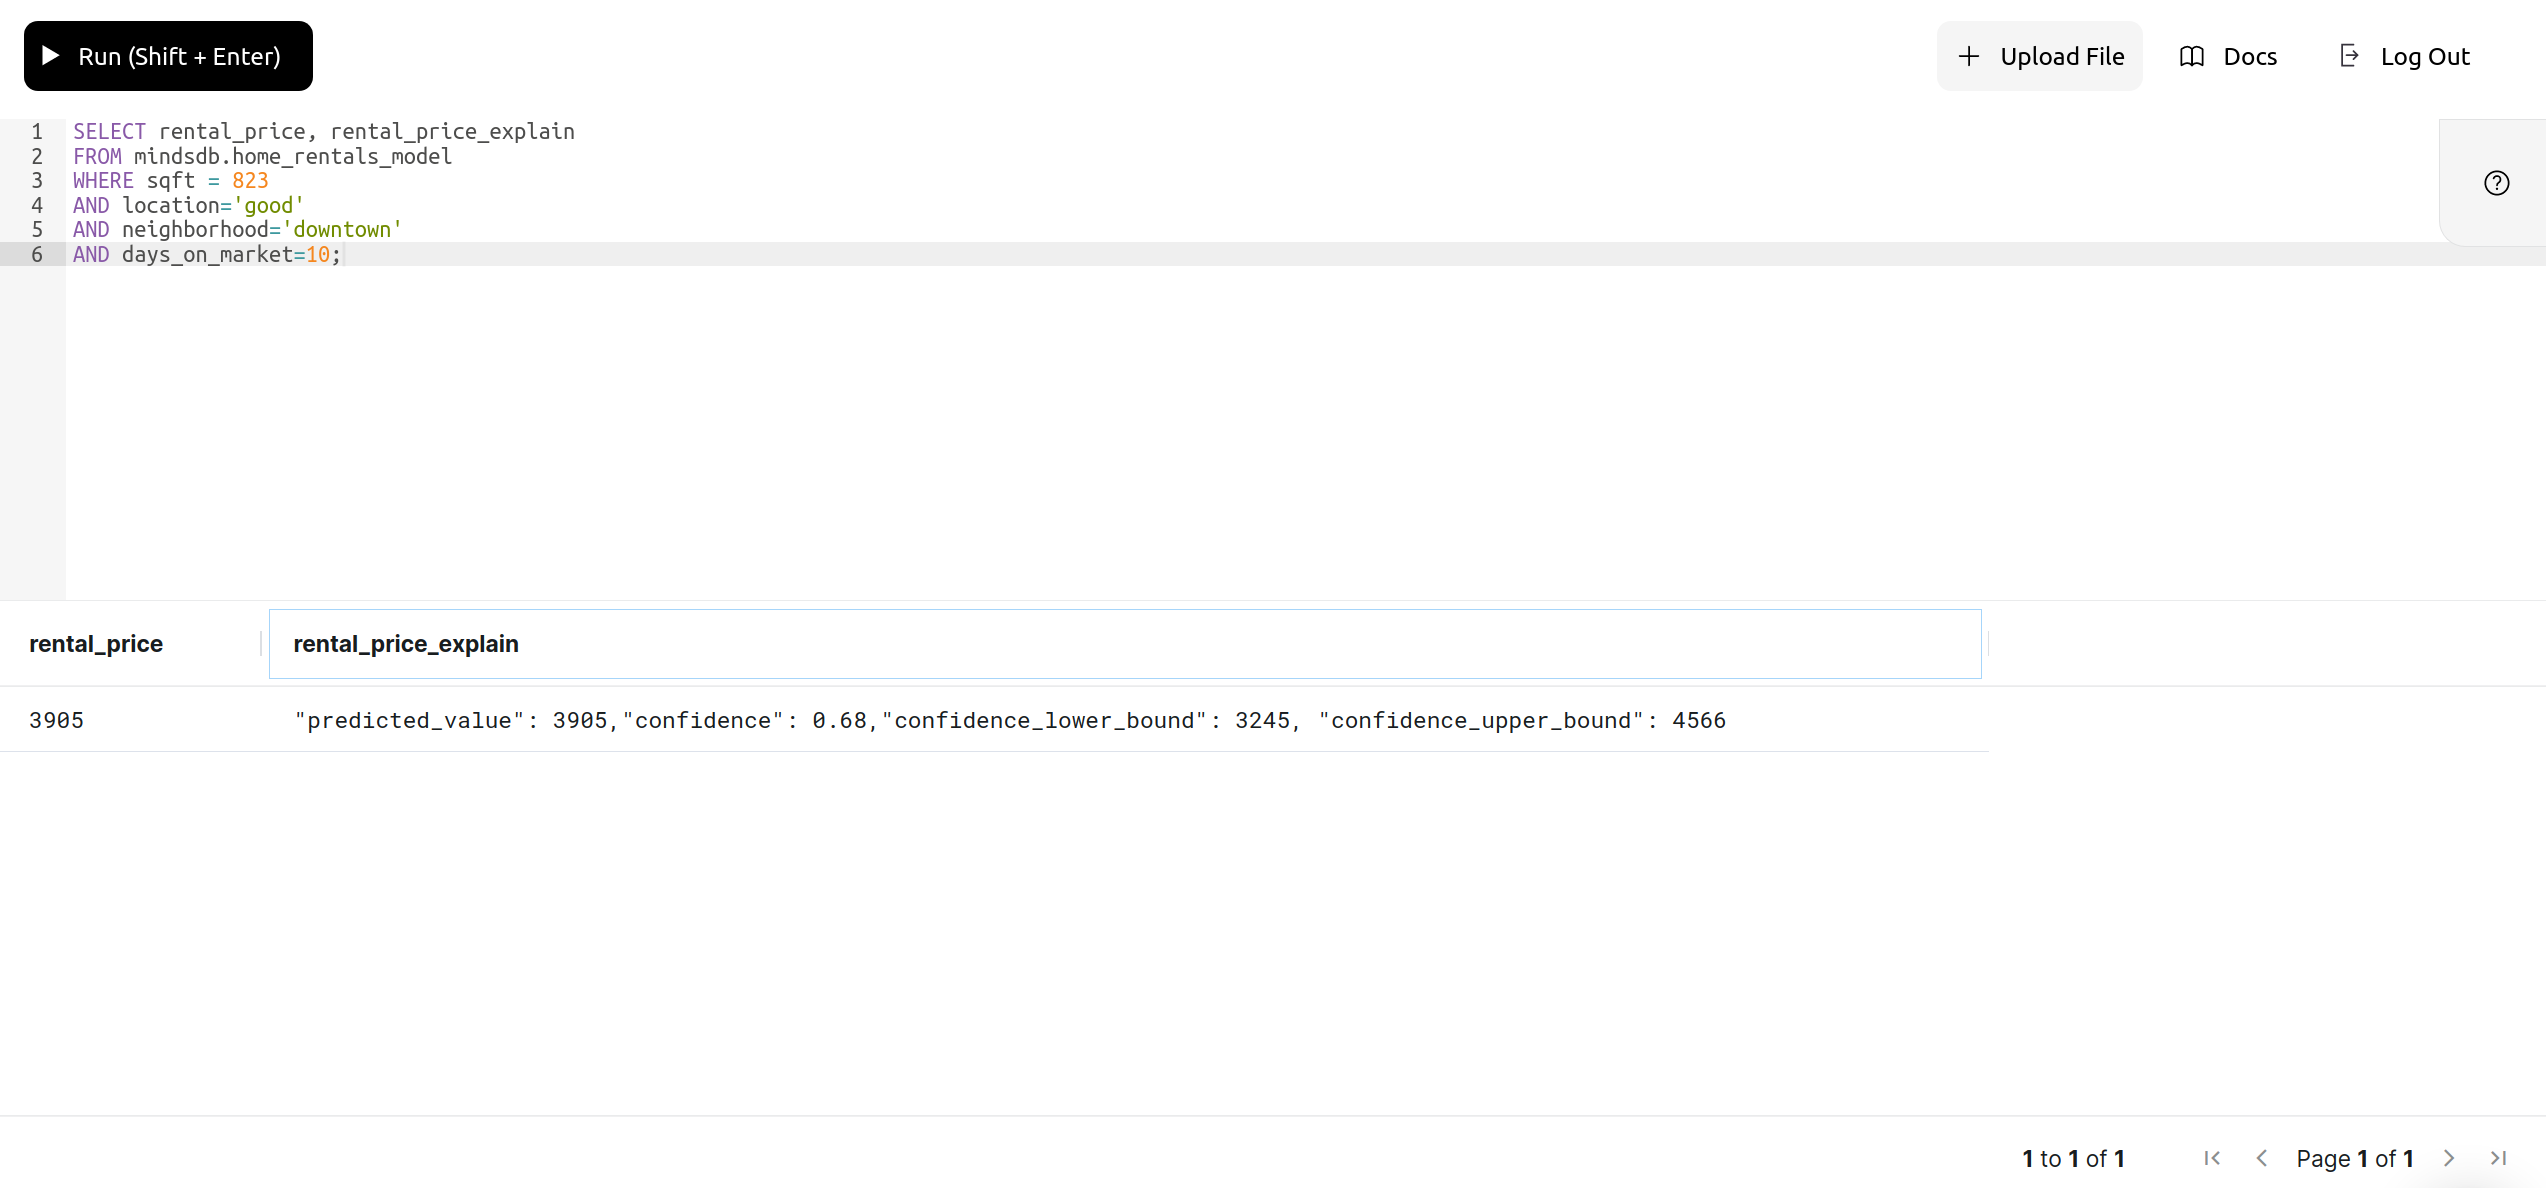 Run (Shift + Enter)
Upload File
Docs
Log Out
1 SELECT rental_price, rental_price_explain
2 FROM mindsdb.home_rentals_model
3 WHERE sqft = 823
4 AND location='good'
5 AND neighborhood='downtown'
6 AND days_on_market=10;
rental_price rental_price_explain
3905 "predicted_value": 3905,"confidence": 0.68,"confidence_lower_bound": 3245, "confidence_upper_bound": 4566
1 to 1 of 1 Page 1 of 1